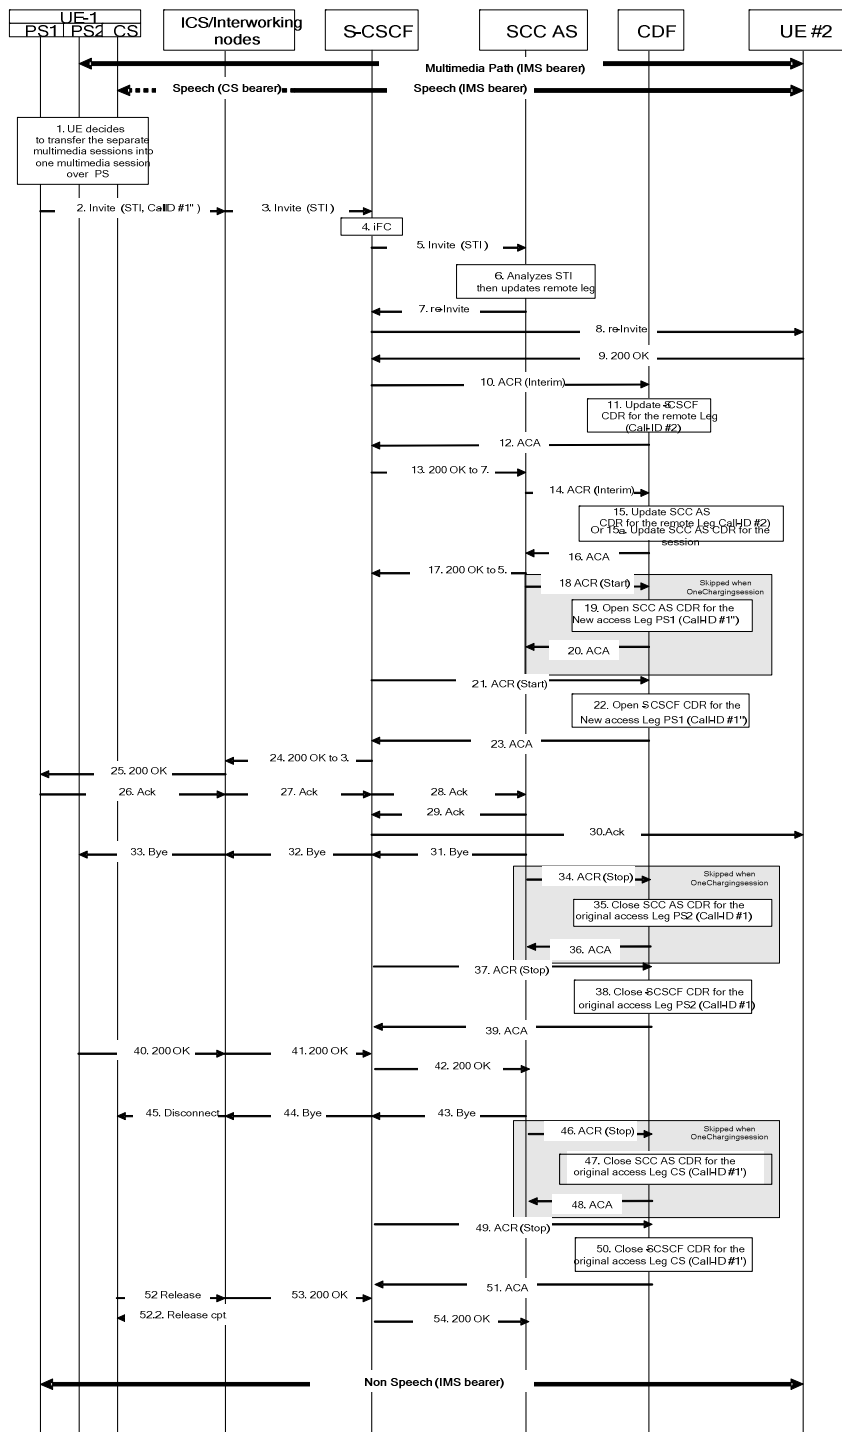 UE-1
PS1 PS2 CS
ICS/Interworking
nodes
S-CSCF
SCC AS
CDF
UE #2
Multimedia Path (IMS bearer)
Speech (CS bearer)
Speech (IMS bearer)
1. UE decides
to transfer the separate
multimedia sessions into
one multimedia session
over PS
2. Invite (STI, Call-ID #1'')
3. Invite (STI)
4. iFC
5. Invite (STI)
6. Analyzes STI
then updates remote leg
7. re-Invite
8. re-Invite
9. 200 OK
10. ACR (Interim)
11. Update S-CSCF
CDR for the remote Leg
(Call-ID #2)
12. ACA
13. 200 OK to 7.
14. ACR (Interim)
15. Update SCC AS
CDR for the remote Leg Call-ID #2)
Or 15a. Update SCC AS CDR for the
session
16. ACA
17. 200 OK to 5.
18 ACR (Start)
Skipped when
OneChargingsession
19. Open SCC AS CDR for the
New access Leg PS1 (Call-ID #1'')
20. ACA
21. ACR (Start)
22. Open S-CSCF CDR for the
New access Leg PS1 (Call-ID #1'')
23. ACA
24. 200 OK to 3.
25. 200 OK
26. Ack
27. Ack
28. Ack
29. Ack
30.Ack
33. Bye
32. Bye
31. Bye
34. ACR (Stop)
Skipped when
OneChargingsession
35. Close SCC AS CDR for the
original access Leg PS2 (Call-ID #1)
36. ACA
37. ACR (Stop)
38. Close S-CSCF CDR for the
original access Leg PS2 (Call-ID #1)
39. ACA
40. 200 OK
41. 200 OK
42. 200 OK
45. Disconnect
44. Bye
43. Bye
46. ACR (Stop)
Skipped when
OneChargingsession
47. Close SCC AS CDR for the
original access Leg CS (Call-ID #1')
48. ACA
49. ACR (Stop)
50. Close S-CSCF CDR for the
original access Leg CS (Call-ID #1')
51. ACA
52 Release
53. 200 OK
52.2. Release cpt
54. 200 OK
Non Speech (IMS bearer)